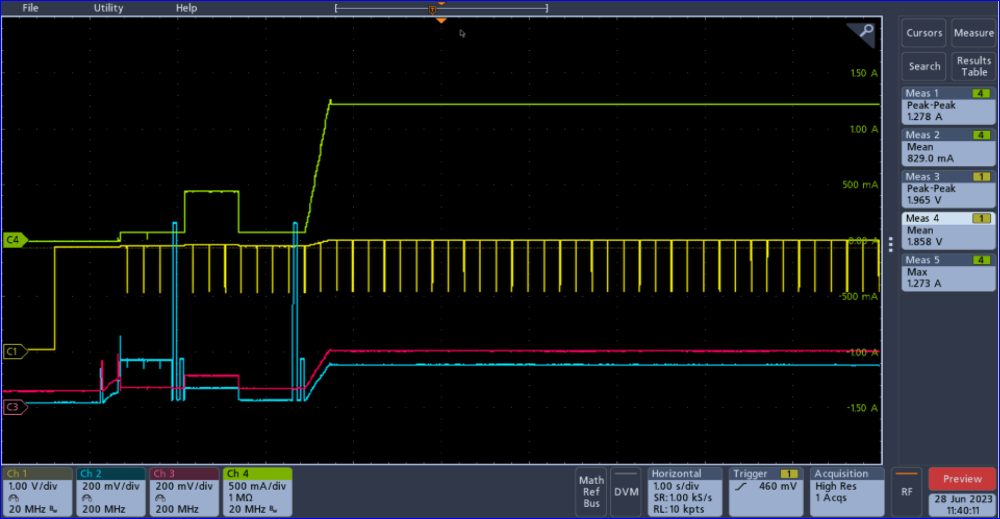 File Utility Help
T
Cursors Measure
Search Results Table
1.50 A
1.00 A
500 mA
0.00 A
-500 mA
-1.00 A
-1.50 A
C4
C1
C3
Meas 1 4
Peak-Peak
1.278 A
Meas 2 4
Mean
829.0 mA
Meas 3 1
Peak-Peak
1.965 V
Meas 4 1
Mean
1.858 V
Meas 5 4
Max
1.273 A
Ch 1
1.00 V/div
20 MHz Bw
Ch 2
200 mV/div
200 MHz
Ch 3
200 mV/div
200 MHz
Ch 4
500 mA/div
1 MΩ
20 MHz Bw
Math
Ref
Bus
DVM
Horizontal
1.00 s/div
SR: 1.00 kS/s
RL: 10 kpts
Trigger 1
460 mV
Acquisition
High Res
1 Acqs
RF
Preview
28 Jun 2023
11:40:11